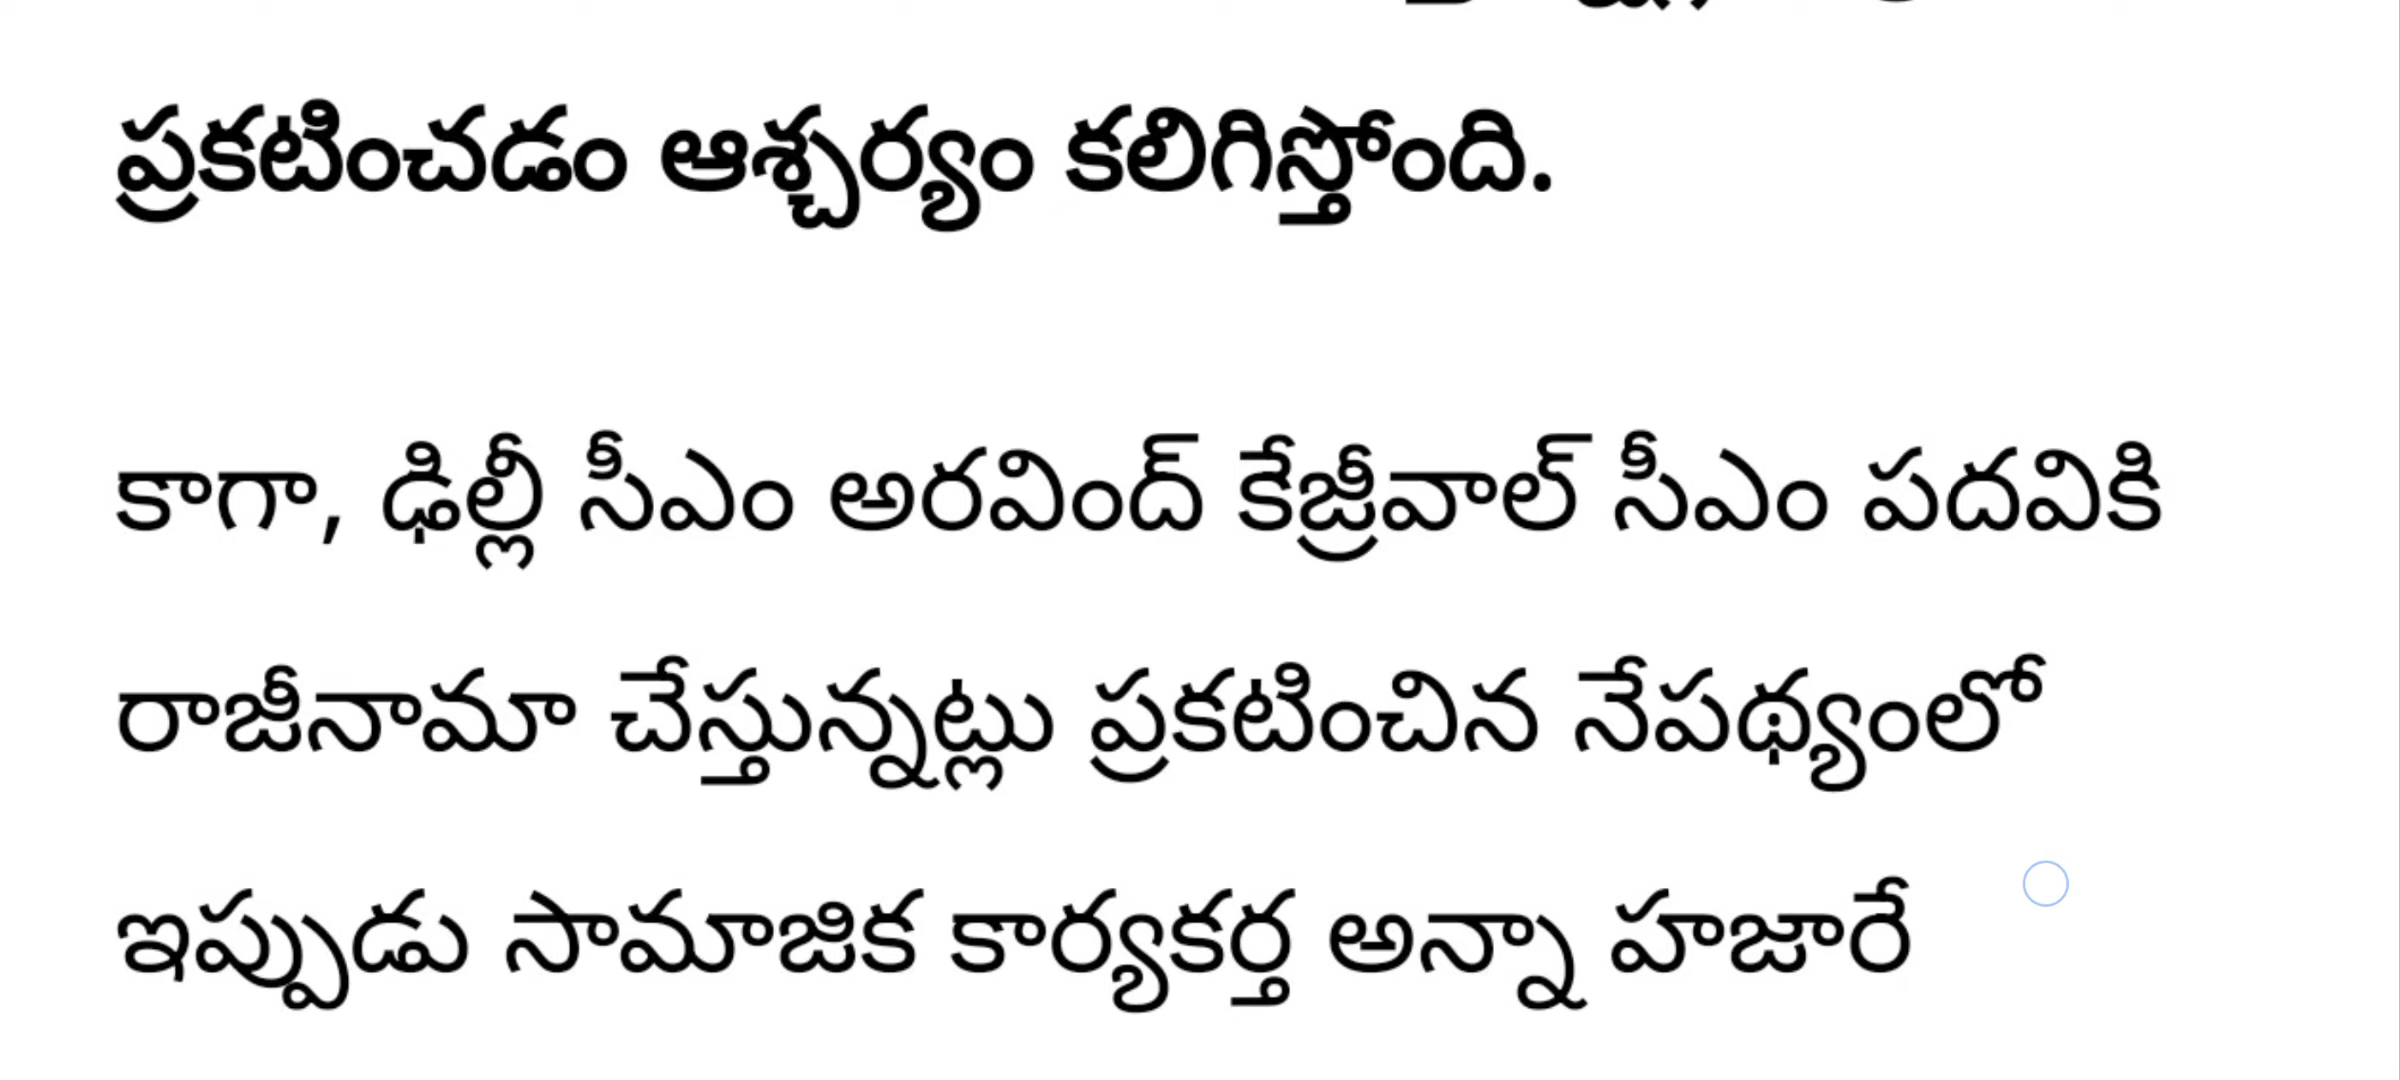 ప్రకటించడం ఆశ్చర్యం కలిగిస్తోంది.
కాగా, ఢిల్లీ సీఎం అరవింద్ కేజ్రీవాల్ సీఎం పదవికి
రాజీనామా చేస్తున్నట్లు ప్రకటించిన నేపథ్యంలో
ఇప్పుడు సామాజిక కార్యకర్త అన్నా హజారే